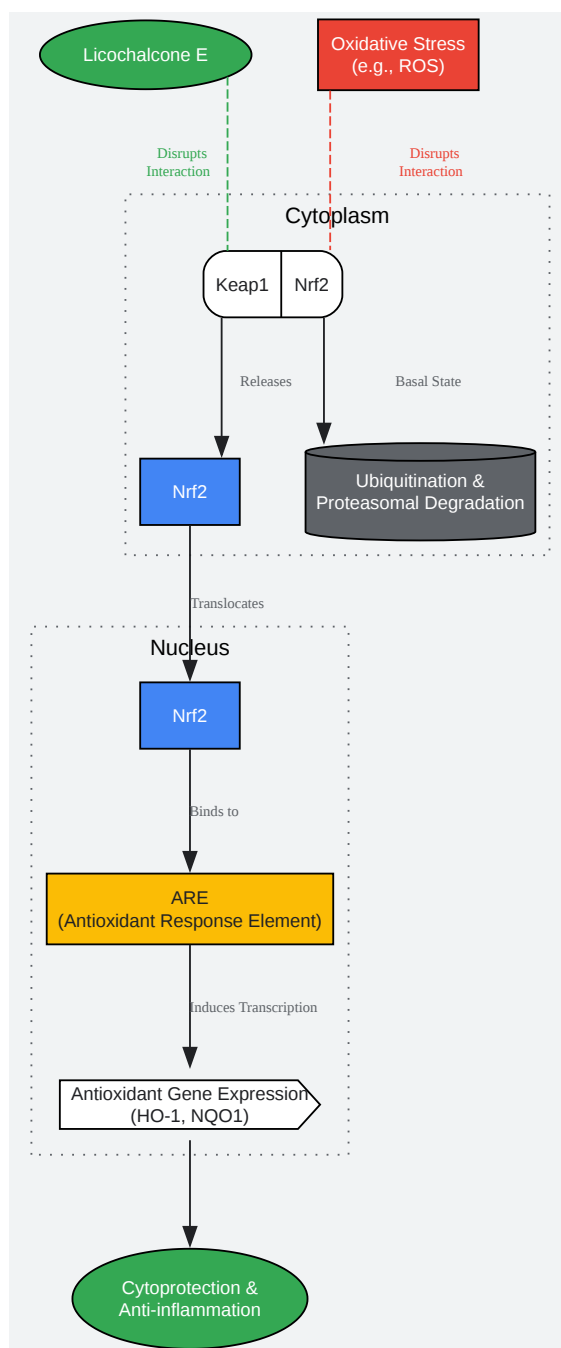 Licochalcone E
Oxidative Stress
(e.g., ROS)
Disrupts
Interaction
Disrupts
Interaction
Cytoplasm
Keap1
Nrf2
Releases
Basal State
Nrf2
Ubiquitination &
Proteasomal Degradation
Translocates
Nucleus
Nrf2
Binds to
ARE
(Antioxidant Response Element)
Induces Transcription
Antioxidant Gene Expression
(HO-1, NQO1)
Cytoprotection &
Anti-inflammation